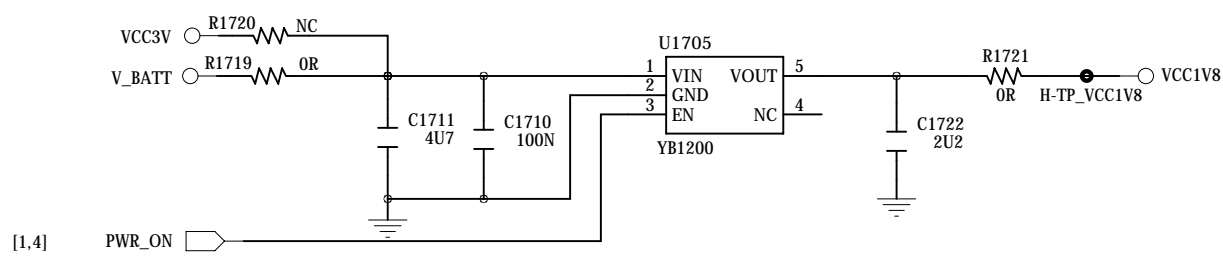 VCC3V R1720 NC
V_BATT R1719 0R
U1705
1 VIN VOUT 5
2 GND
3 EN NC 4
YB1200
C1711
4U7
C1710
100N
C1722
2U2
R1721
0R
H-TP_VCC1V8
VCC1V8
[1,4] PWR_ON